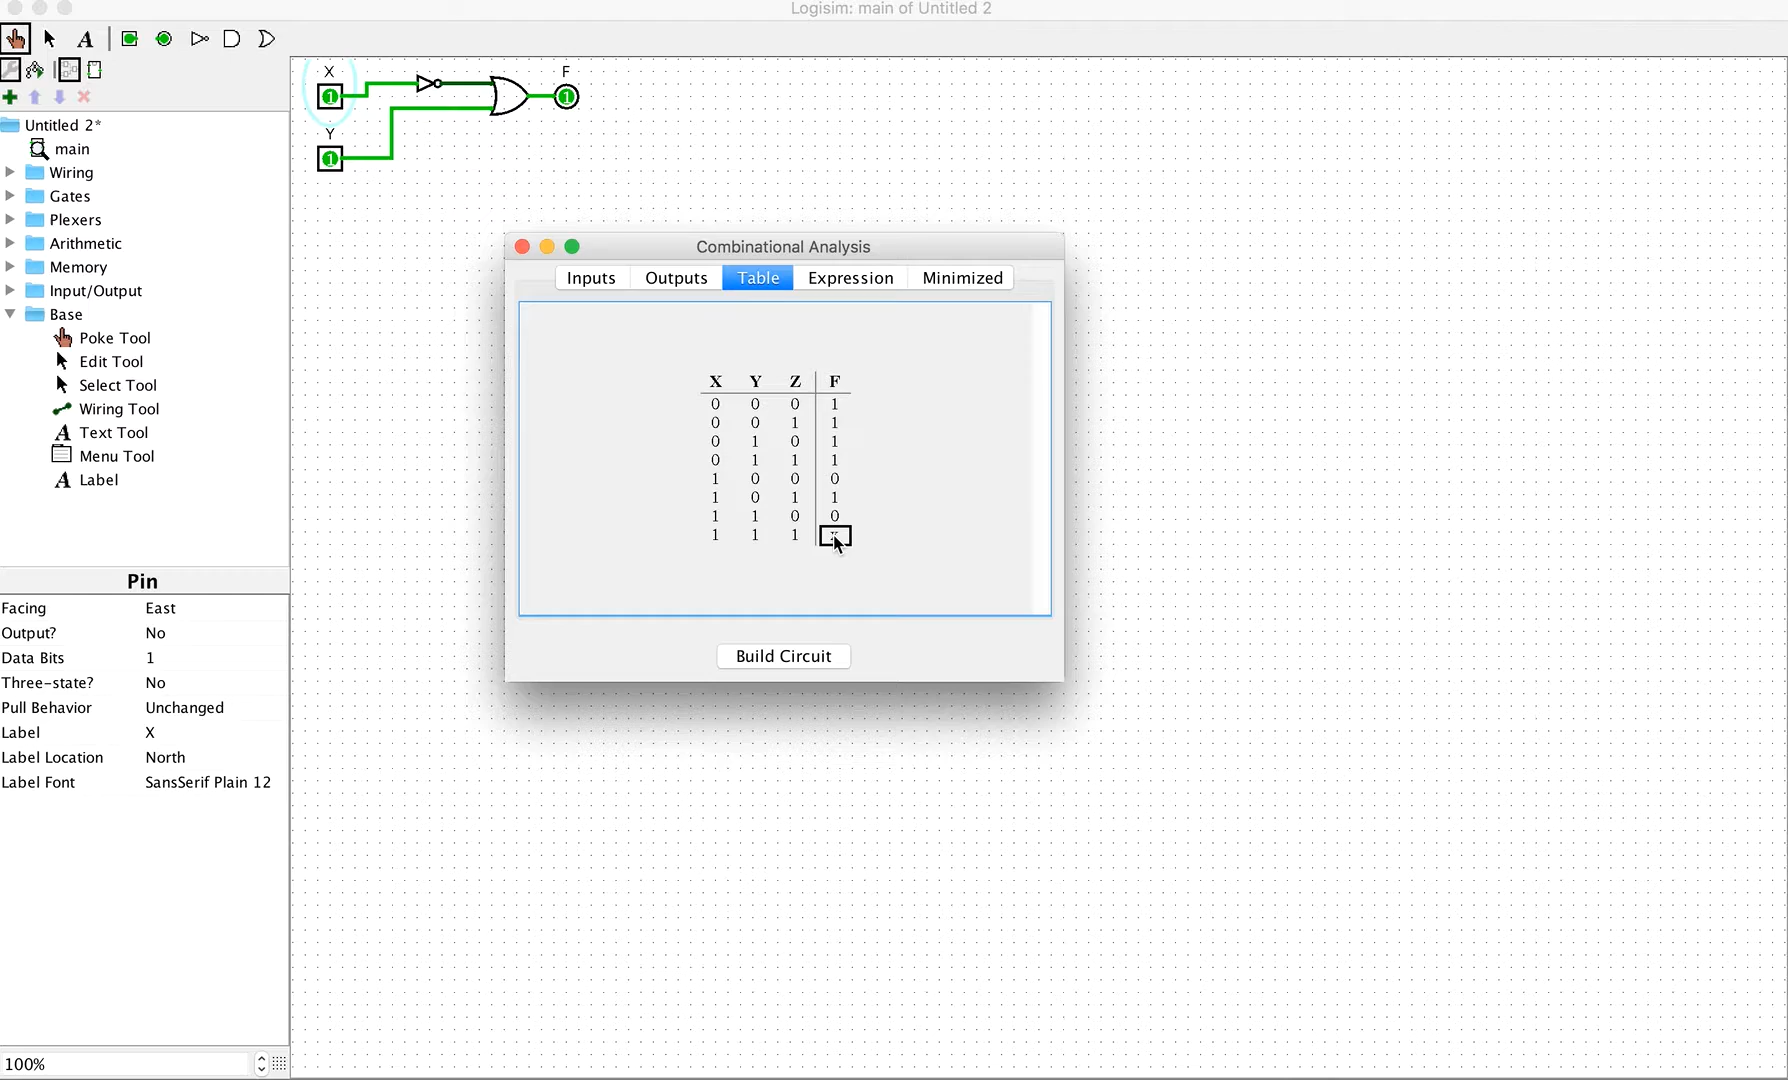 Logisim: main of Untitled 2
A
X
1
F
1
Y
1
Untitled 2*
main
Wiring
Gates
Plexers
Arithmetic
Memory
Input/Output
Base
Poke Tool
Edit Tool
Select Tool
Wiring Tool
A Text Tool
Menu Tool
A Label
Combinational Analysis
Inputs Outputs Table Expression Minimized
X Y Z F
0 0 0 1
0 0 1 1
0 1 0 1
0 1 1 1
1 0 0 0
1 0 1 1
1 1 0 0
1 1 1
Build Circuit
Pin
Facing East
Output? No
Data Bits 1
Three-state? No
Pull Behavior Unchanged
Label X
Label Location North
Label Font SansSerif Plain 12
100%